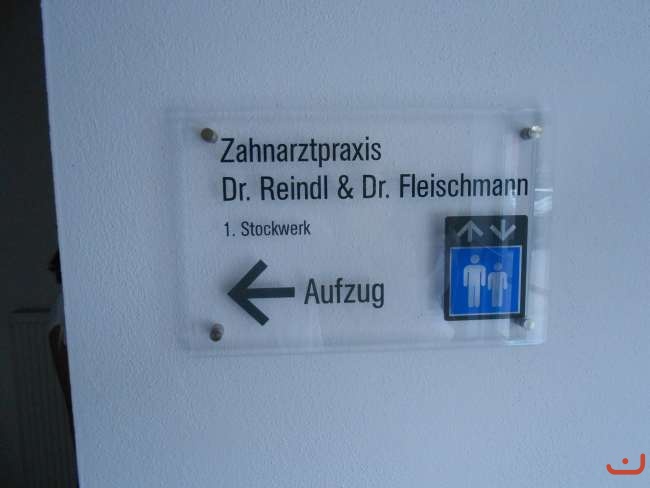 Zahnarztpraxis
Dr. Reindl & Dr. Fleischmann
1. Stockwerk
Aufzug